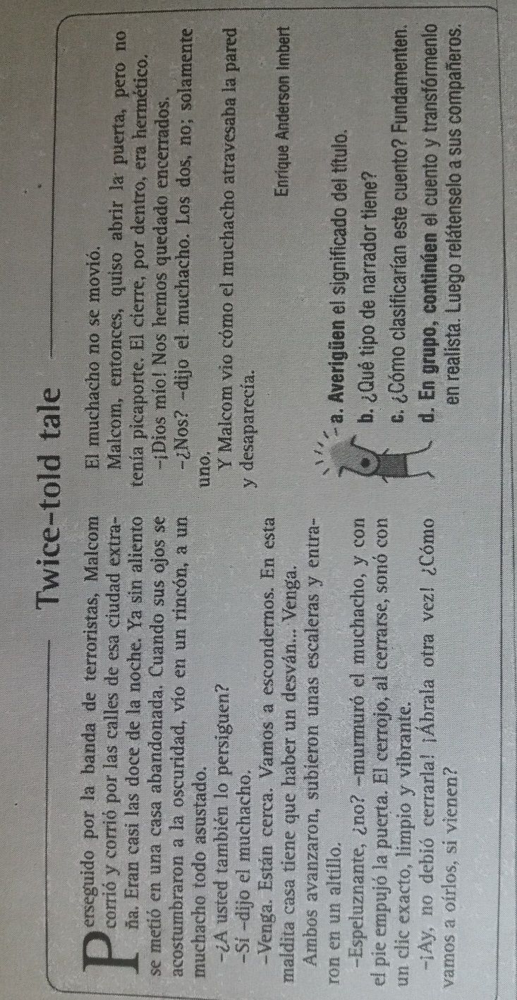 Twice-told tale
Perseguido por la banda de terroristas, Malcom
corrió y corrió por las calles de esa ciudad extra-
ña. Eran casi las doce de la noche. Ya sin aliento
se metió en una casa abandonada. Cuando sus ojos se
acostumbraron a la oscuridad, vio en un rincón, a un
muchacho todo asustado.
–¿A usted también lo persiguen?
–Sí –dijo el muchacho.
–Venga. Están cerca. Vamos a escondernos. En esta
maldita casa tiene que haber un desván... Venga.
Ambos avanzaron, subieron unas escaleras y entra-
ron en un altillo.
–Espeluznante, ¿no? –murmuró el muchacho, y con
el pie empujó la puerta. El cerrojo, al cerrarse, sonó con
un clic exacto, limpio y vibrante.
–¡Ay, no debió cerrarla! ¡Ábrala otra vez! ¿Cómo
vamos a oírlos, si vienen?
El muchacho no se movió.
Malcom, entonces, quiso abrir la puerta, pero no
tenía picaporte. El cierre, por dentro, era hermético.
–¡Dios mío! Nos hemos quedado encerrados.
–¿Nos? –dijo el muchacho. Los dos, no; solamente
uno.
Y Malcom vio cómo el muchacho atravesaba la pared
y desaparecía.
Enrique Anderson Imbert
a. Averigüen el significado del título.
b. ¿Qué tipo de narrador tiene?
c. ¿Cómo clasificarían este cuento? Fundamenten.
d. En grupo, continúen el cuento y transfórmenlo
en realista. Luego relátenselo a sus compañeros.